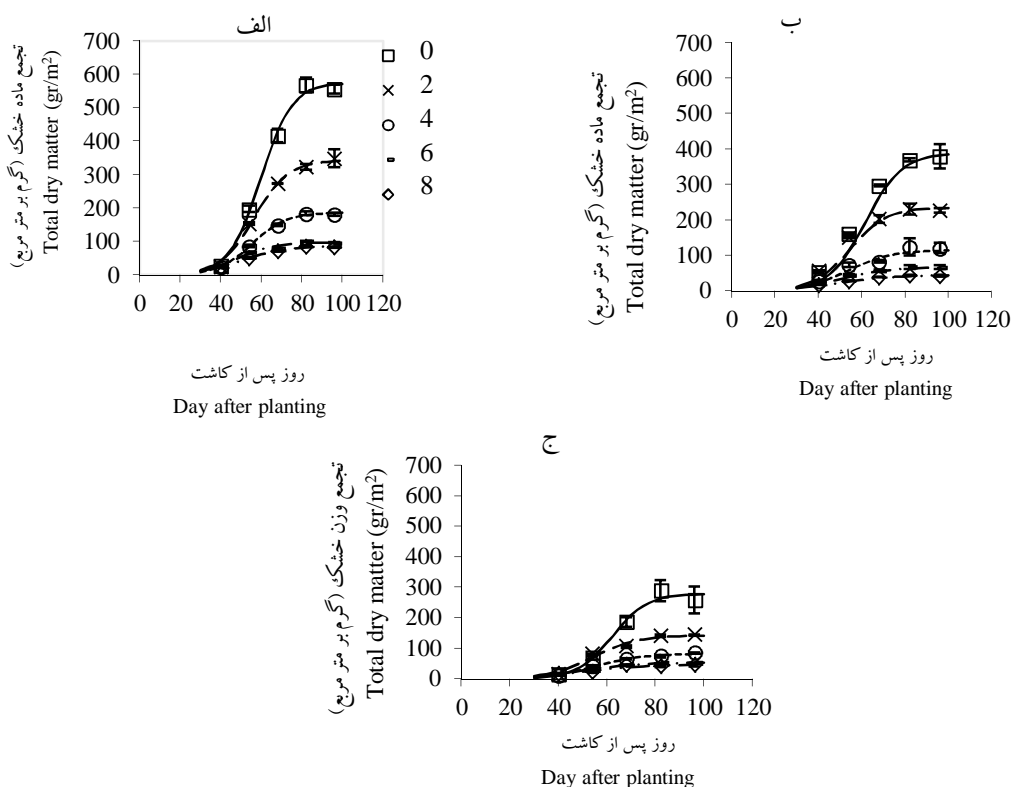 الف
تجمع ماده خشک (گرم بر متر مربع)
Total dry matter (gr/m²)
700
600
500
400
300
200
100
0
0 20 40 60 80 100 120
0
2
4
6
8
روز پس از کاشت
Day after planting
ب
تجمع ماده خشک (گرم بر متر مربع)
Total dry matter (gr/m²)
700
600
500
400
300
200
100
0
0 20 40 60 80 100 120
روز پس از کاشت
Day after planting
ج
تجمع وزن خشک (گرم بر متر مربع)
Total dry matter (gr/m²)
700
600
500
400
300
200
100
0
0 20 40 60 80 100 120
روز پس از کاشت
Day after planting